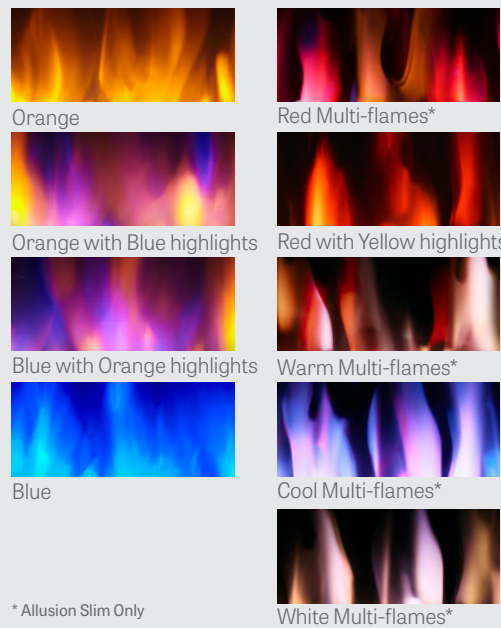 Orange
Red Multi-flames*
Orange with Blue highlights
Red with Yellow highlights
Blue with Orange highlights
Warm Multi-flames*
Blue
Cool Multi-flames*
* Allusion Slim Only
White Multi-flames*